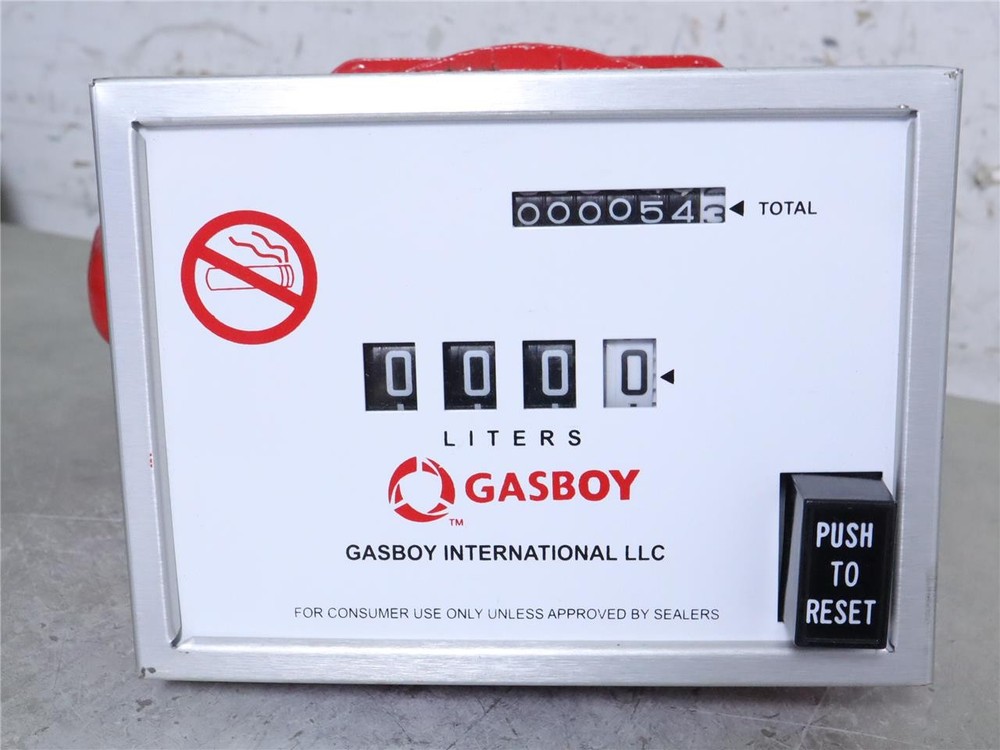 0000543 TOTAL
0000
LITERS
GASBOY
TM
GASBOY INTERNATIONAL LLC
PUSH
TO
RESET
FOR CONSUMER USE ONLY UNLESS APPROVED BY SEALERS